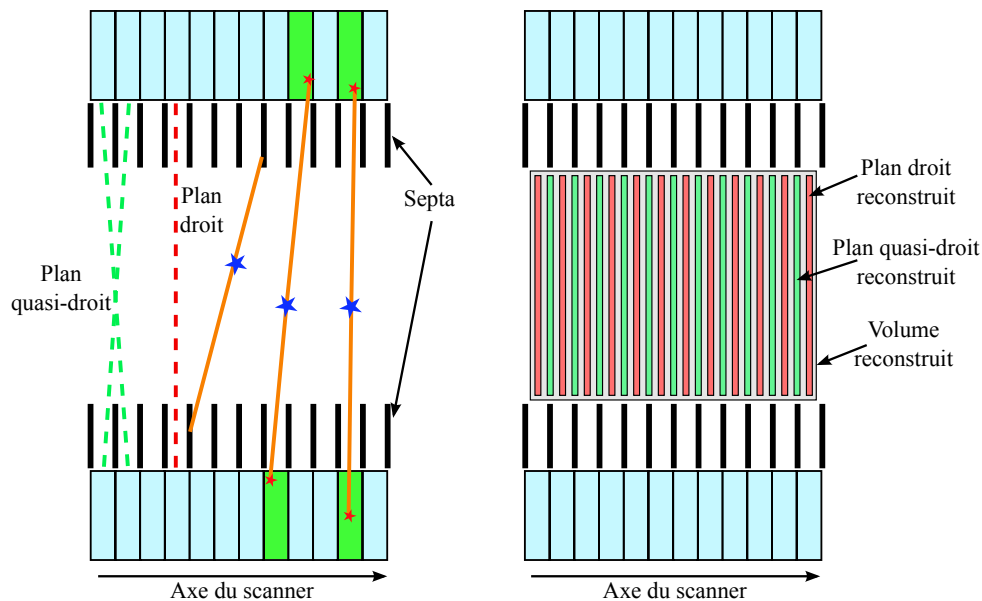 Plan
droit
Septa
Plan
quasi-droit
Axe du scanner
Plan droit
reconstruit
Plan quasi-droit
reconstruit
Volume
reconstruit
Axe du scanner